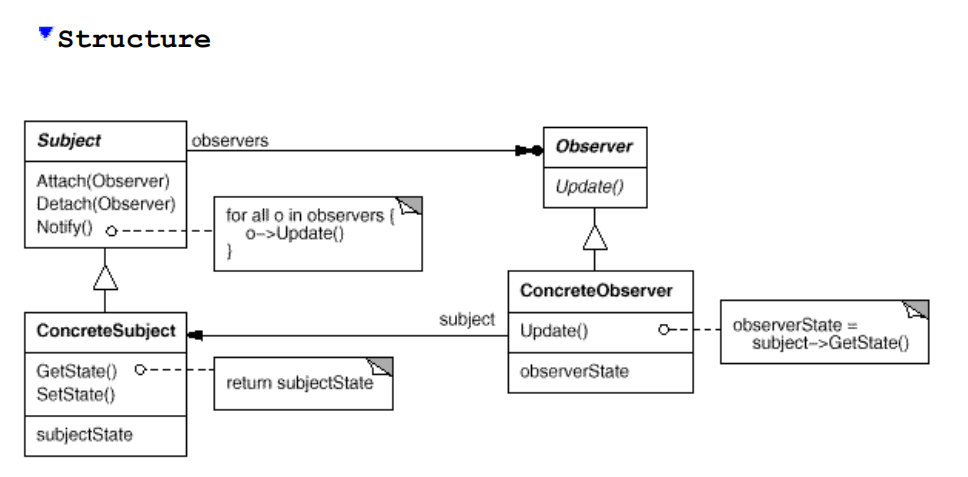 Structure
Subject
Attach(Observer)
Detach(Observer)
Notify()
observers
for all o in observers {
o->Update()
}
Observer
Update()
ConcreteSubject
GetState()
SetState()
subjectState
return subjectState
subject
ConcreteObserver
Update()
observerState
observerState =
subject->GetState()